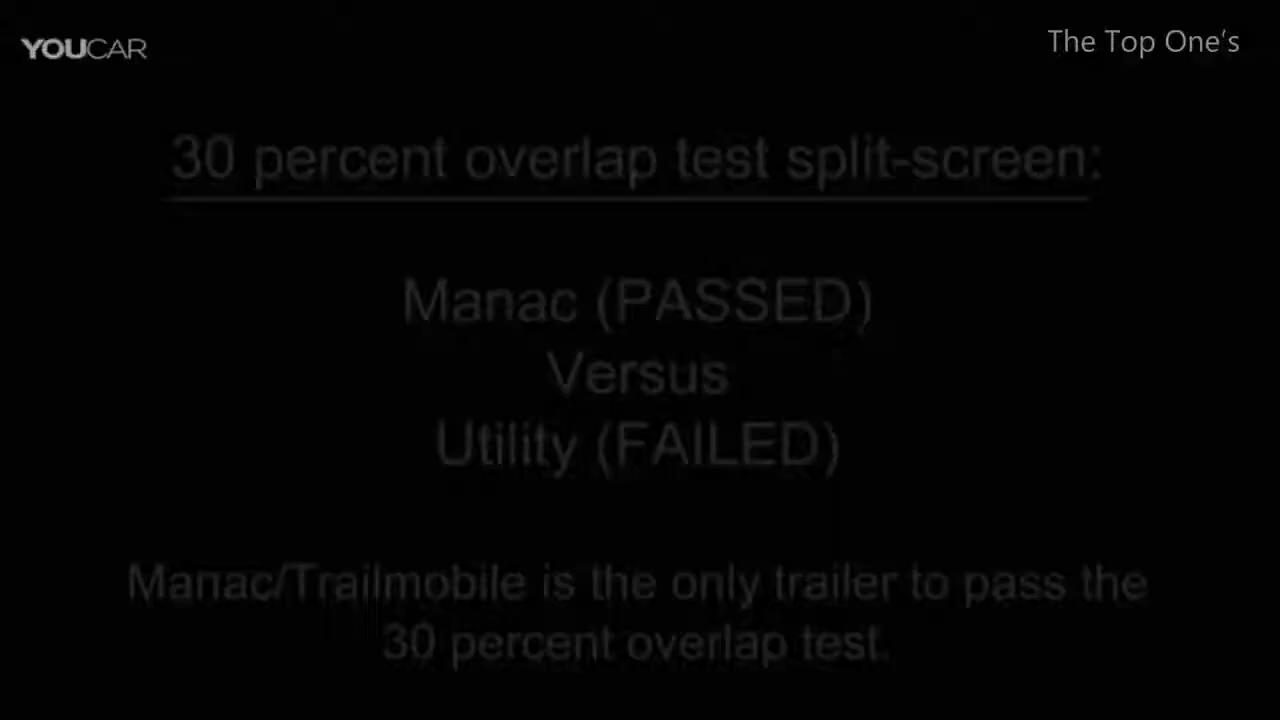 YOUCAR
The Top One's
30 percent overlap test split-screen:
Manac (PASSED)
Versus
Utility (FAILED)
Manac/Trailmobile is the only trailer to pass the
30 percent overlap test.